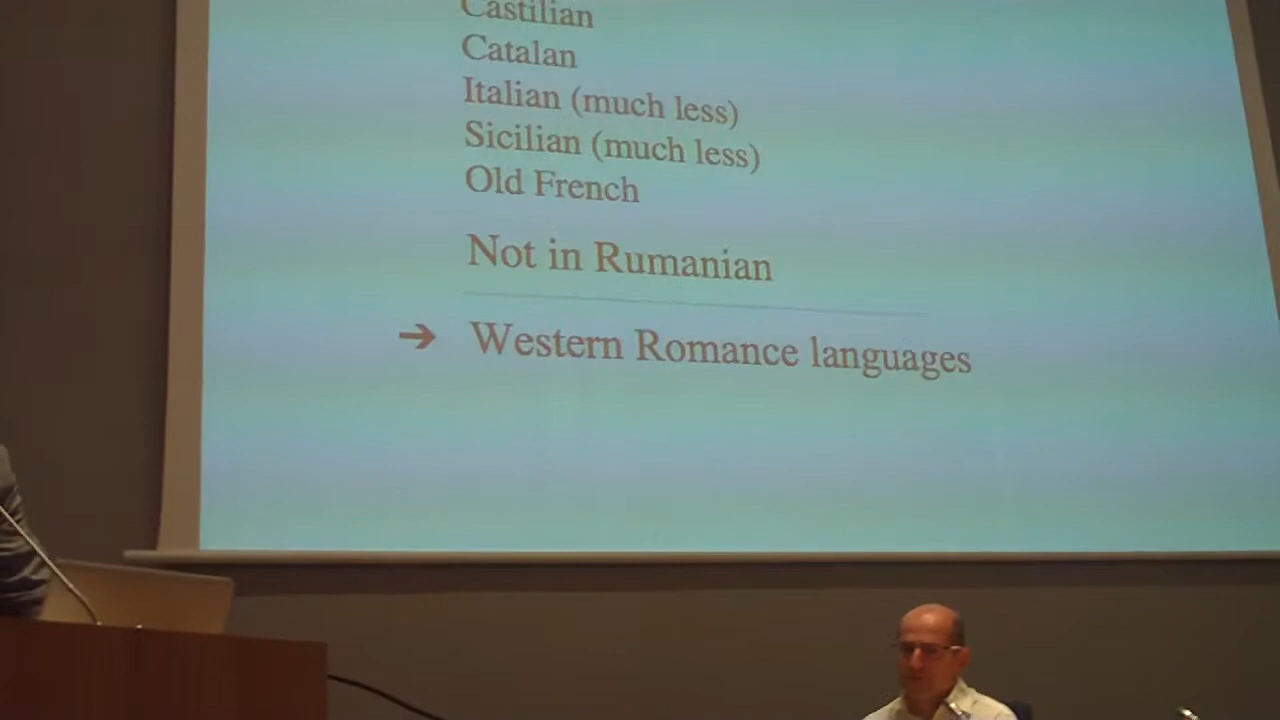 Castilian
Catalan
Italian (much less)
Sicilian (much less)
Old French
Not in Rumanian
➔ Western Romance languages